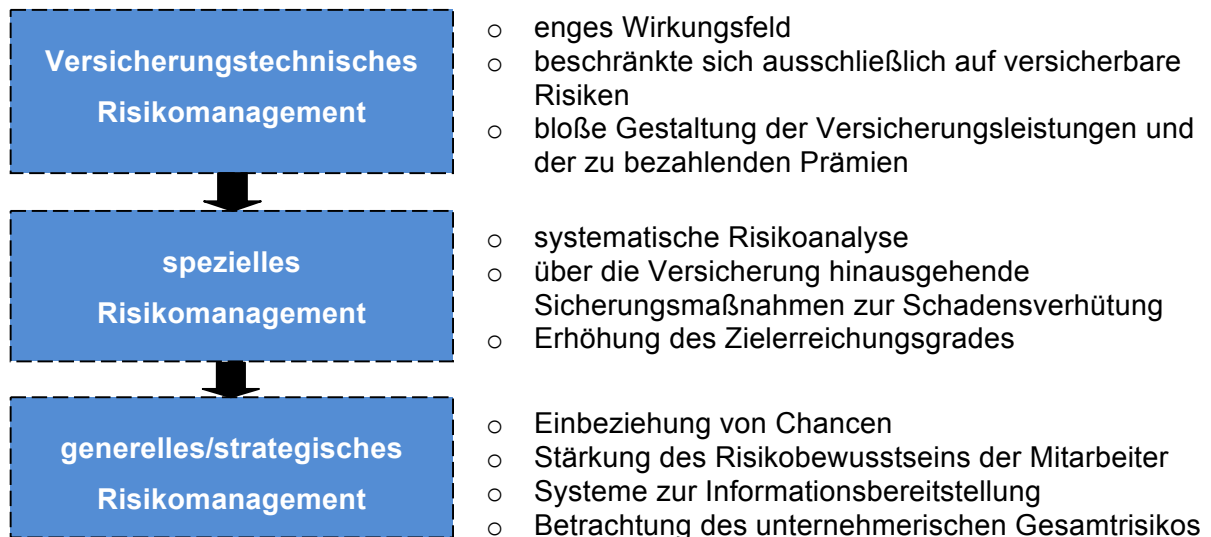 Versicherungstechnisches
Risikomanagement
o enges Wirkungsfeld
o beschränkte sich ausschließlich auf versicherbare
Risiken
o bloße Gestaltung der Versicherungsleistungen und
der zu bezahlenden Prämien
spezielles
Risikomanagement
o systematische Risikoanalyse
o über die Versicherung hinausgehende
Sicherungsmaßnahmen zur Schadensverhütung
o Erhöhung des Zielerreichungsgrades
generelles/strategisches
Risikomanagement
o Einbeziehung von Chancen
o Stärkung des Risikobewusstseins der Mitarbeiter
o Systeme zur Informationsbereitstellung
o Betrachtung des unternehmerischen Gesamtrisikos